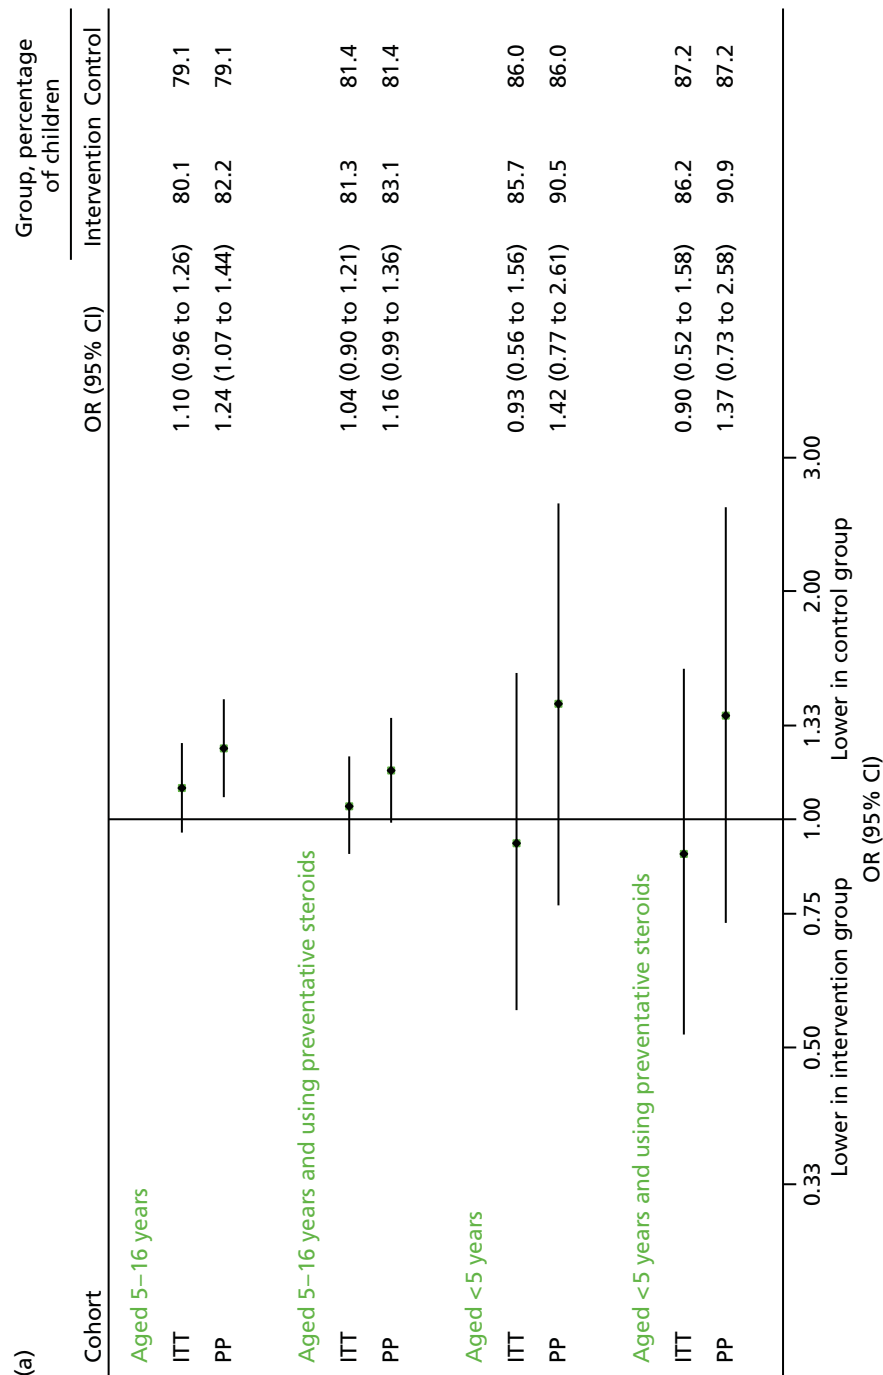 (a)
Group, percentage
of children
Cohort OR (95% CI) Intervention Control
Aged 5–16 years
ITT 1.10 (0.96 to 1.26) 80.1 79.1
PP 1.24 (1.07 to 1.44) 82.2 79.1
Aged 5–16 years and using preventative steroids
ITT 1.04 (0.90 to 1.21) 81.3 81.4
PP 1.16 (0.99 to 1.36) 83.1 81.4
Aged <5 years
ITT 0.93 (0.56 to 1.56) 85.7 86.0
PP 1.42 (0.77 to 2.61) 90.5 86.0
Aged <5 years and using preventative steroids
ITT 0.90 (0.52 to 1.58) 86.2 87.2
PP 1.37 (0.73 to 2.58) 90.9 87.2
0.33 0.50 0.75 1.00 1.33 2.00 3.00
Lower in intervention group Lower in control group
OR (95% CI)